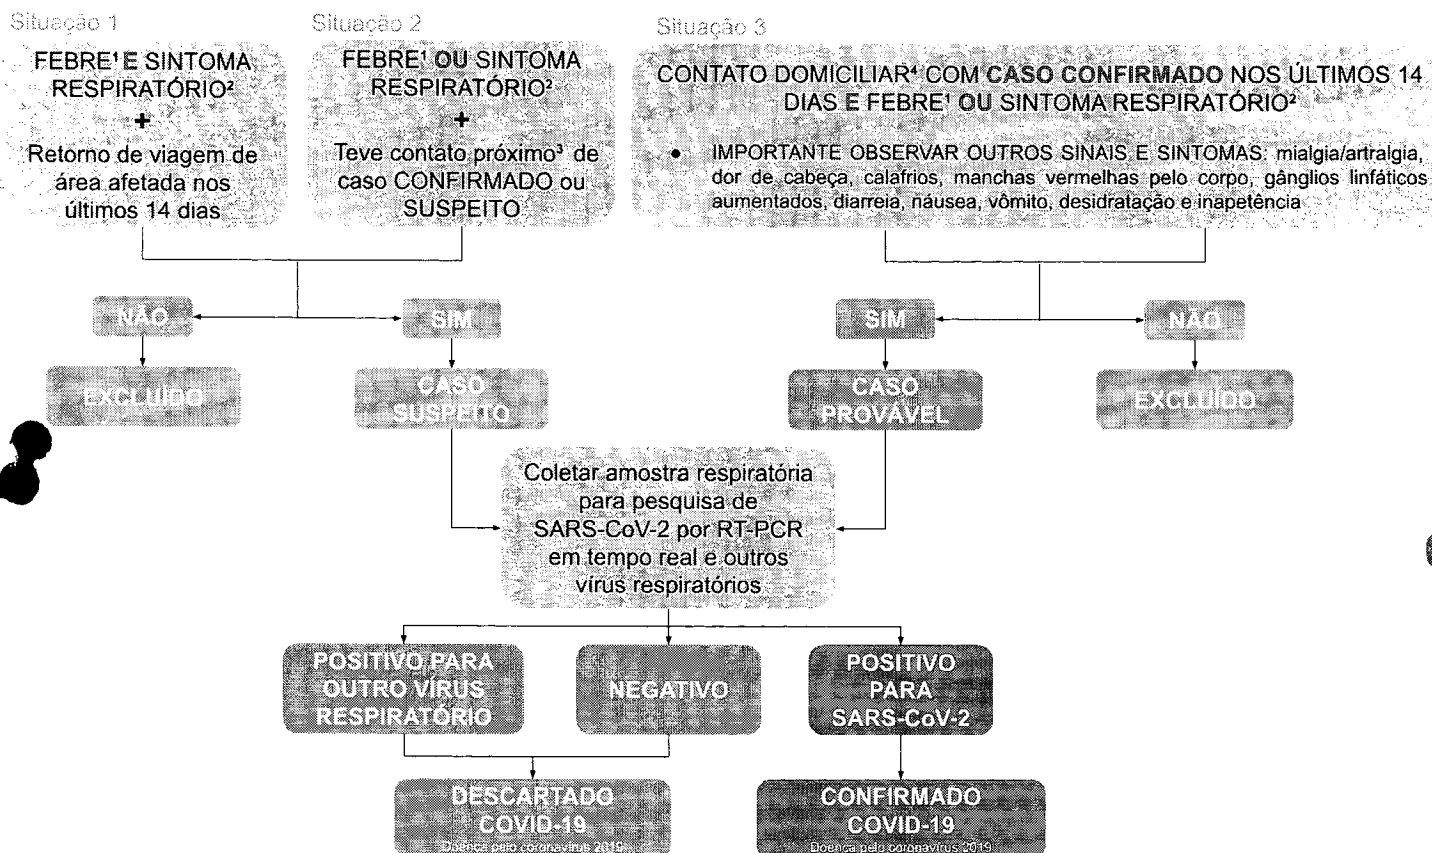 Situação 1
FEBRE¹ E SINTOMA
RESPIRATÓRIO²
+
Retorno de viagem de
área afetada nos
últimos 14 dias
Situação 2
FEBRE¹ OU SINTOMA
RESPIRATÓRIO²
+
Teve contato próximo³ de
caso CONFIRMADO ou
SUSPEITO
Situação 3
CONTATO DOMICILIAR⁴ COM CASO CONFIRMADO NOS ÚLTIMOS 14
DIAS E FEBRE¹ OU SINTOMA RESPIRATÓRIO²
• IMPORTANTE OBSERVAR OUTROS SINAIS E SINTOMAS: mialgia/artralgia,
dor de cabeça, calafrios, manchas vermelhas pelo corpo, gânglios linfáticos
aumentados, diarreia, náusea, vômito, desidratação e inapetência
NÃO
SIM
SIM
NÃO
EXCLUÍDO
CASO
SUSPEITO
CASO
PROVÁVEL
EXCLUÍDO
Coletar amostra respiratória
para pesquisa de
SARS-CoV-2 por RT-PCR
em tempo real e outros
vírus respiratórios
POSITIVO PARA
OUTRO VÍRUS
RESPIRATÓRIO
NEGATIVO
POSITIVO
PARA
SARS-CoV-2
DESCARTADO
COVID-19
Doença pelo coronavírus 2019
CONFIRMADO
COVID-19
Doença pelo coronavírus 2019